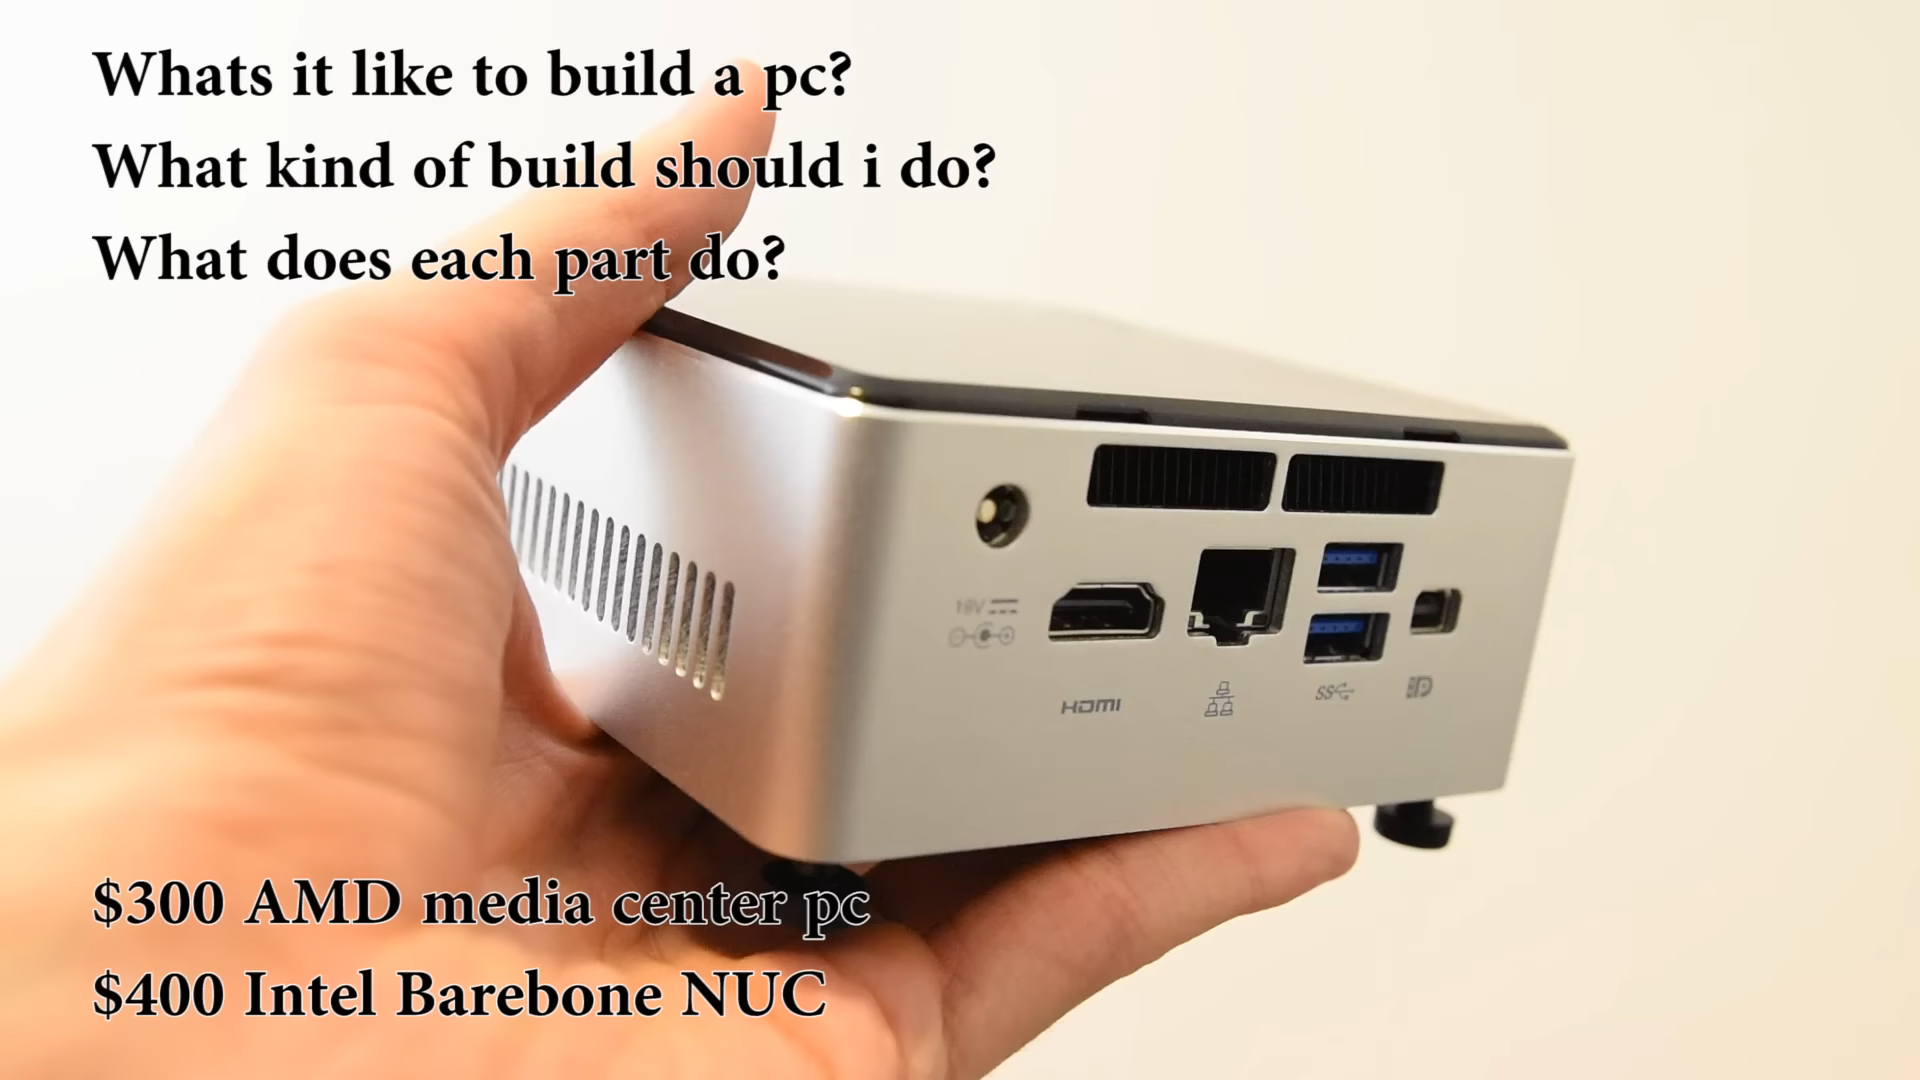 Whats it like to build a pc?
What kind of build should i do?
What does each part do?
19V
HDMI
SS
$300 AMD media center pc
$400 Intel Barebone NUC